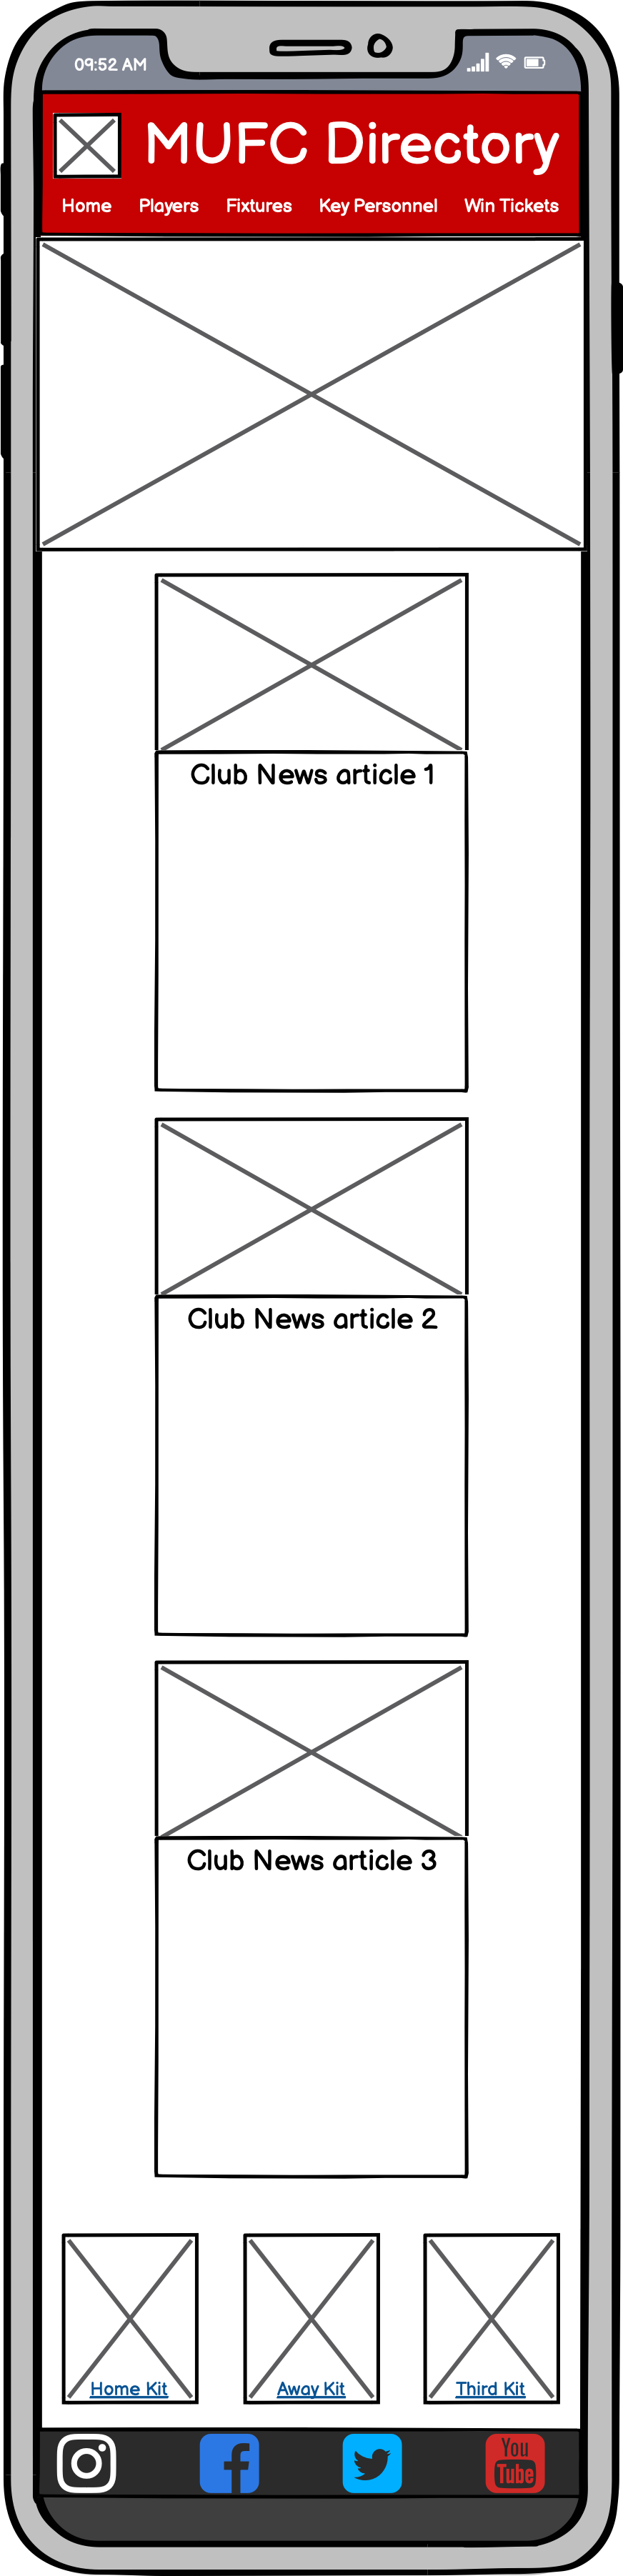 09:52 AM
MUFC Directory
Home Players Fixtures Key Personnel Win Tickets
Club News article 1
Club News article 2
Club News article 3
Home Kit Away Kit Third Kit
You
Tube